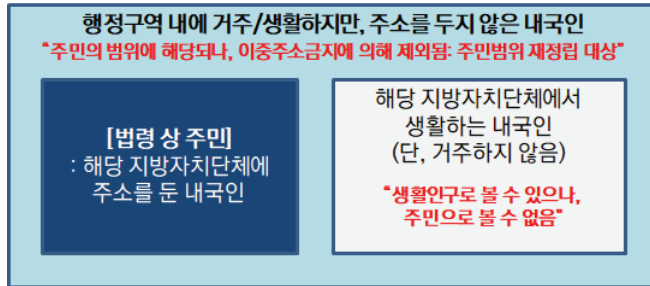 행정구역 내에 거주/생활하지만, 주소를 두지 않은 내국인
“주민의 범위에 해당되나, 이중주소금지에 의해 제외됨: 주민범위 재정립 대상”
[법령 상 주민]
: 해당 지방자치단체에
주소를 둔 내국인
해당 지방자치단체에서
생활하는 내국인
(단, 거주하지 않음)
“생활인구로 볼 수 있으나,
주민으로 볼 수 없음”